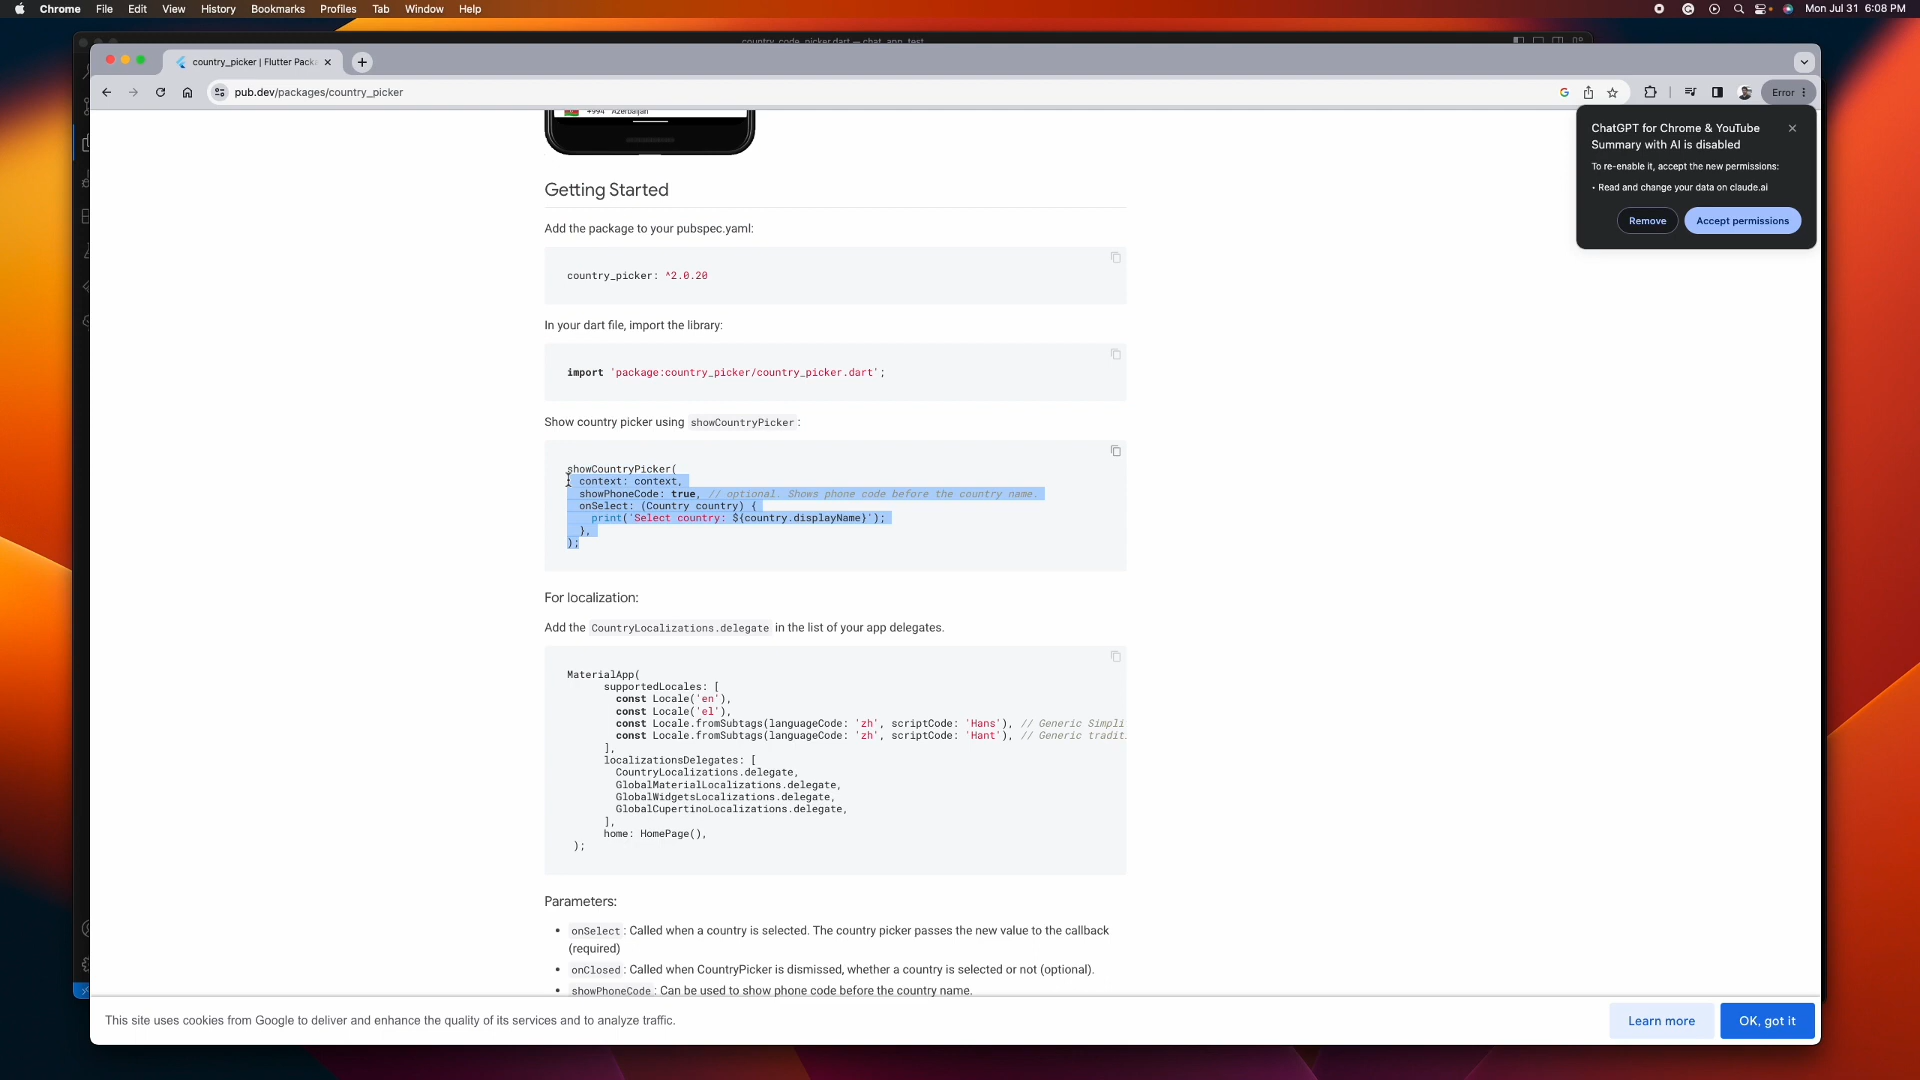 Chrome File Edit View History Bookmarks Profiles Tab Window Help Mon Jul 31 6:08 PM
country_code_picker.dart — chat_app_test
country_picker | Flutter Packa
pub.dev/packages/country_picker
Error
+994 Azerbaijan
ChatGPT for Chrome & YouTube
Summary with AI is disabled
To re-enable it, accept the new permissions:
• Read and change your data on claude.ai
Remove Accept permissions
Getting Started
Add the package to your pubspec.yaml:
country_picker: ^2.0.20
In your dart file, import the library:
import 'package:country_picker/country_picker.dart';
Show country picker using showCountryPicker :
showCountryPicker(
context: context,
showPhoneCode: true, // optional. Shows phone code before the country name.
onSelect: (Country country) {
print('Select country: ${country.displayName}');
},
);
For localization:
Add the CountryLocalizations.delegate in the list of your app delegates.
MaterialApp(
supportedLocales: [
const Locale('en'),
const Locale('el'),
const Locale.fromSubtags(languageCode: 'zh', scriptCode: 'Hans'), // Generic Simpli
const Locale.fromSubtags(languageCode: 'zh', scriptCode: 'Hant'), // Generic tradit
],
localizationsDelegates: [
CountryLocalizations.delegate,
GlobalMaterialLocalizations.delegate,
GlobalWidgetsLocalizations.delegate,
GlobalCupertinoLocalizations.delegate,
],
home: HomePage(),
);
Parameters:
• onSelect : Called when a country is selected. The country picker passes the new value to the callback
(required)
• onClosed : Called when CountryPicker is dismissed, whether a country is selected or not (optional).
• showPhoneCode : Can be used to show phone code before the country name.
This site uses cookies from Google to deliver and enhance the quality of its services and to analyze traffic.
Learn more OK, got it